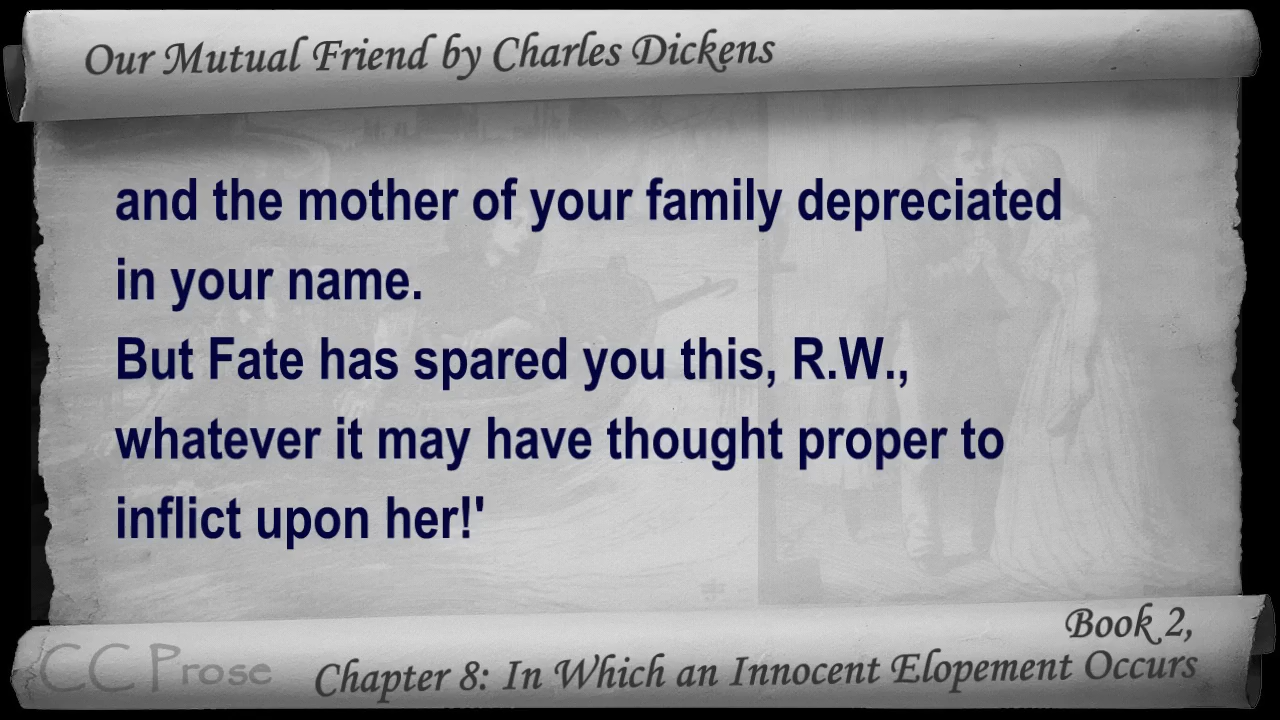 Our Mutual Friend by Charles Dickens
and the mother of your family depreciated
in your name.
But Fate has spared you this, R.W.,
whatever it may have thought proper to
inflict upon her!'
Book 2,
Chapter 8: In Which an Innocent Elopement Occurs
CC Prose